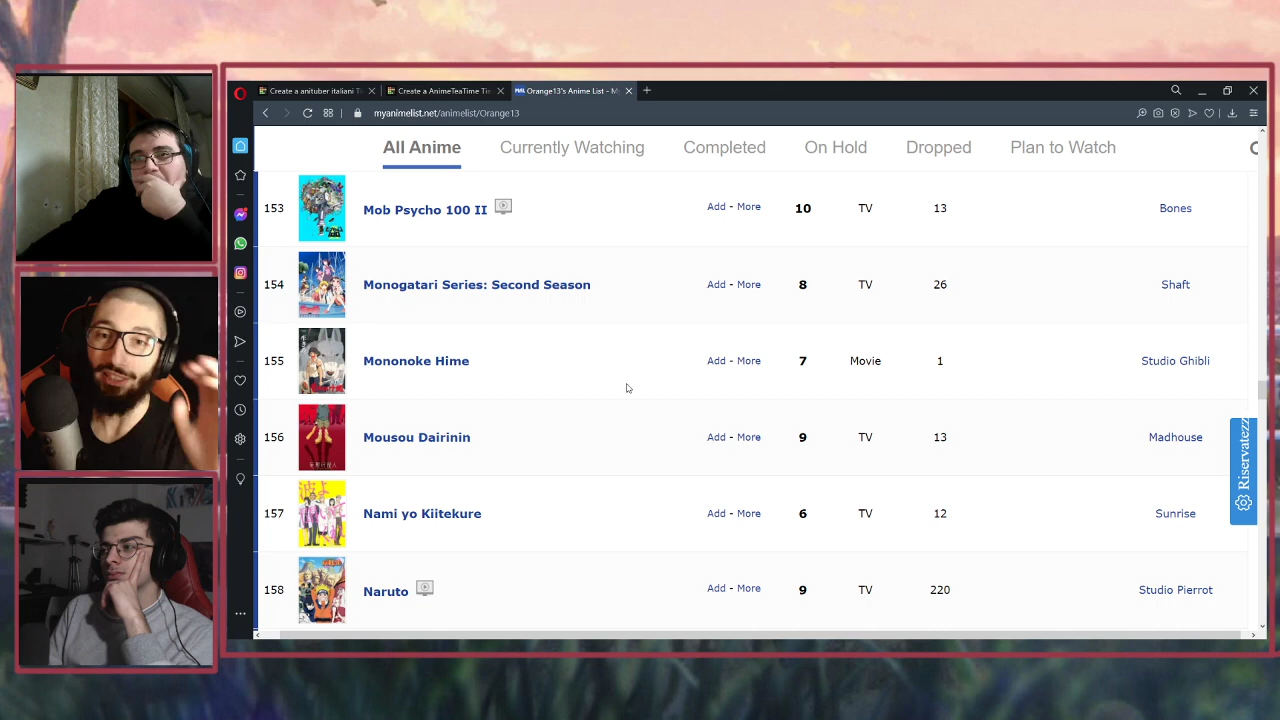 Create a anituber italiani Ti
Create a AnimeTeaTime Tie
MAL Orange13's Anime List - My
myanimelist.net/animelist/Orange13
All Anime Currently Watching Completed On Hold Dropped Plan to Watch
153 Mob Psycho 100 II Add - More 10 TV 13 Bones
154 Monogatari Series: Second Season Add - More 8 TV 26 Shaft
155 Mononoke Hime Add - More 7 Movie 1 Studio Ghibli
156 Mousou Dairinin Add - More 9 TV 13 Madhouse
Riservatezz
157 Nami yo Kiitekure Add - More 6 TV 12 Sunrise
158 Naruto Add - More 9 TV 220 Studio Pierrot